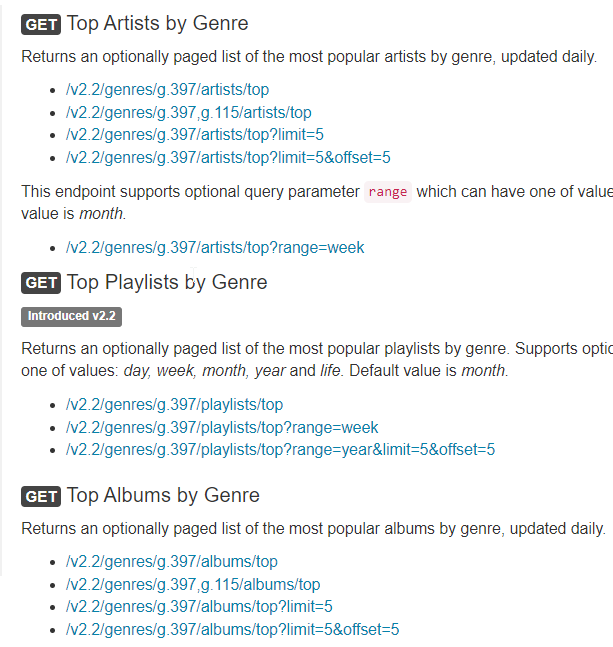 GET Top Artists by Genre
Returns an optionally paged list of the most popular artists by genre, updated daily.
/v2.2/genres/g.397/artists/top
/v2.2/genres/g.397,g.115/artists/top
/v2.2/genres/g.397/artists/top?limit=5
/v2.2/genres/g.397/artists/top?limit=5&offset=5
This endpoint supports optional query parameter range which can have one of value
value is month.
/v2.2/genres/g.397/artists/top?range=week
GET Top Playlists by Genre
Introduced v2.2
Returns an optionally paged list of the most popular playlists by genre. Supports optio
one of values: day, week, month, year and life. Default value is month.
/v2.2/genres/g.397/playlists/top
/v2.2/genres/g.397/playlists/top?range=week
/v2.2/genres/g.397/playlists/top?range=year&limit=5&offset=5
GET Top Albums by Genre
Returns an optionally paged list of the most popular albums by genre, updated daily.
/v2.2/genres/g.397/albums/top
/v2.2/genres/g.397,g.115/albums/top
/v2.2/genres/g.397/albums/top?limit=5
/v2.2/genres/g.397/albums/top?limit=5&offset=5